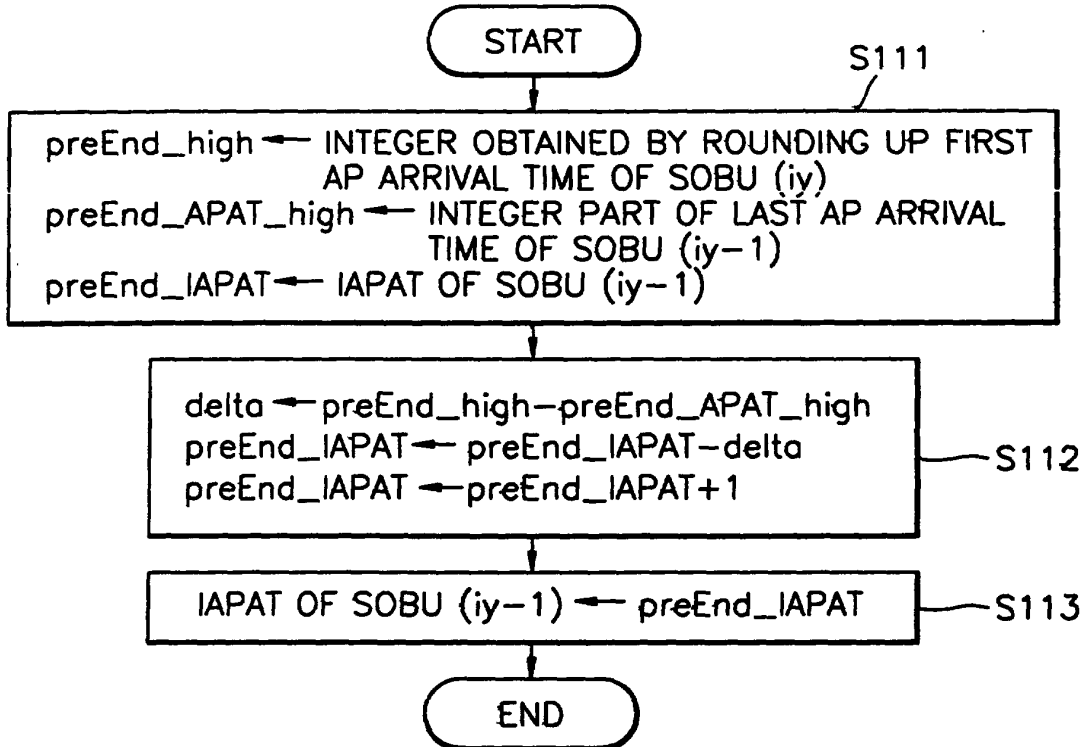 START
S111
preEnd_high ← INTEGER OBTAINED BY ROUNDING UP FIRST
AP ARRIVAL TIME OF SOBU (iy)
preEnd_APAT_high ← INTEGER PART OF LAST AP ARRIVAL
TIME OF SOBU (iy-1)
preEnd_IAPAT ← IAPAT OF SOBU (iy-1)
delta ← preEnd_high-preEnd_APAT_high
preEnd_IAPAT ← preEnd_IAPAT-delta
preEnd_IAPAT ← preEnd_IAPAT+1
S112
IAPAT OF SOBU (iy-1) ← preEnd_IAPAT
S113
END